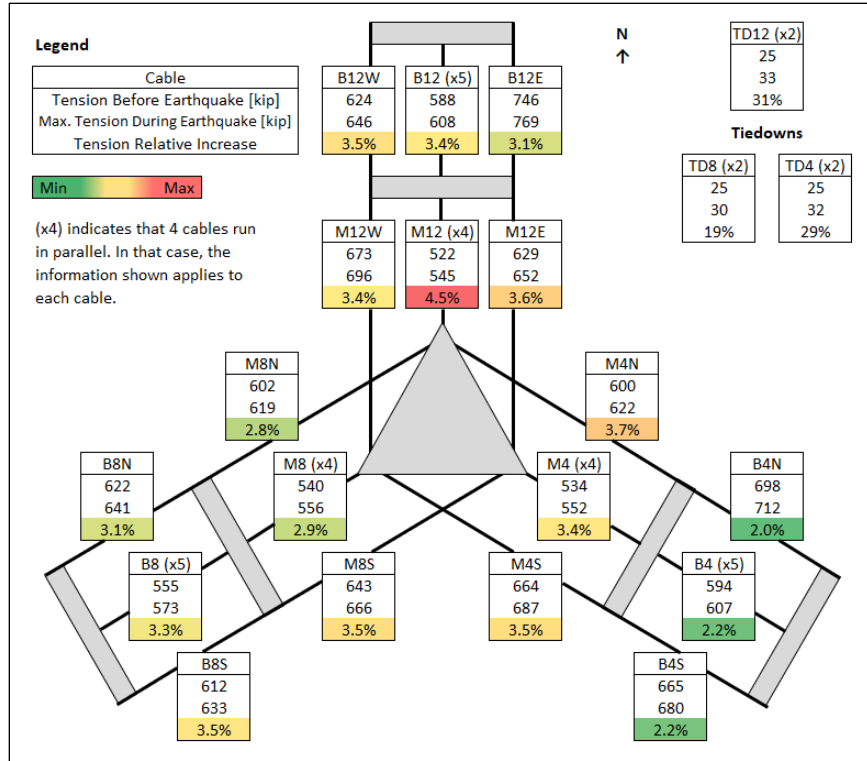 Legend
Cable
Tension Before Earthquake [kip]
Max. Tension During Earthquake [kip]
Tension Relative Increase
Min
Max
(x4) indicates that 4 cables run
in parallel. In that case, the
information shown applies to
each cable.
N
↑
B12W
624
646
3.5%
B12 (x5)
588
608
3.4%
B12E
746
769
3.1%
TD12 (x2)
25
33
31%
Tiedowns
TD8 (x2)
25
30
19%
TD4 (x2)
25
32
29%
M12W
673
696
3.4%
M12 (x4)
522
545
4.5%
M12E
629
652
3.6%
M8N
602
619
2.8%
M4N
600
622
3.7%
B8N
622
641
3.1%
M8 (x4)
540
556
2.9%
M4 (x4)
534
552
3.4%
B4N
698
712
2.0%
B8 (x5)
555
573
3.3%
M8S
643
666
3.5%
M4S
664
687
3.5%
B4 (x5)
594
607
2.2%
B8S
612
633
3.5%
B4S
665
680
2.2%